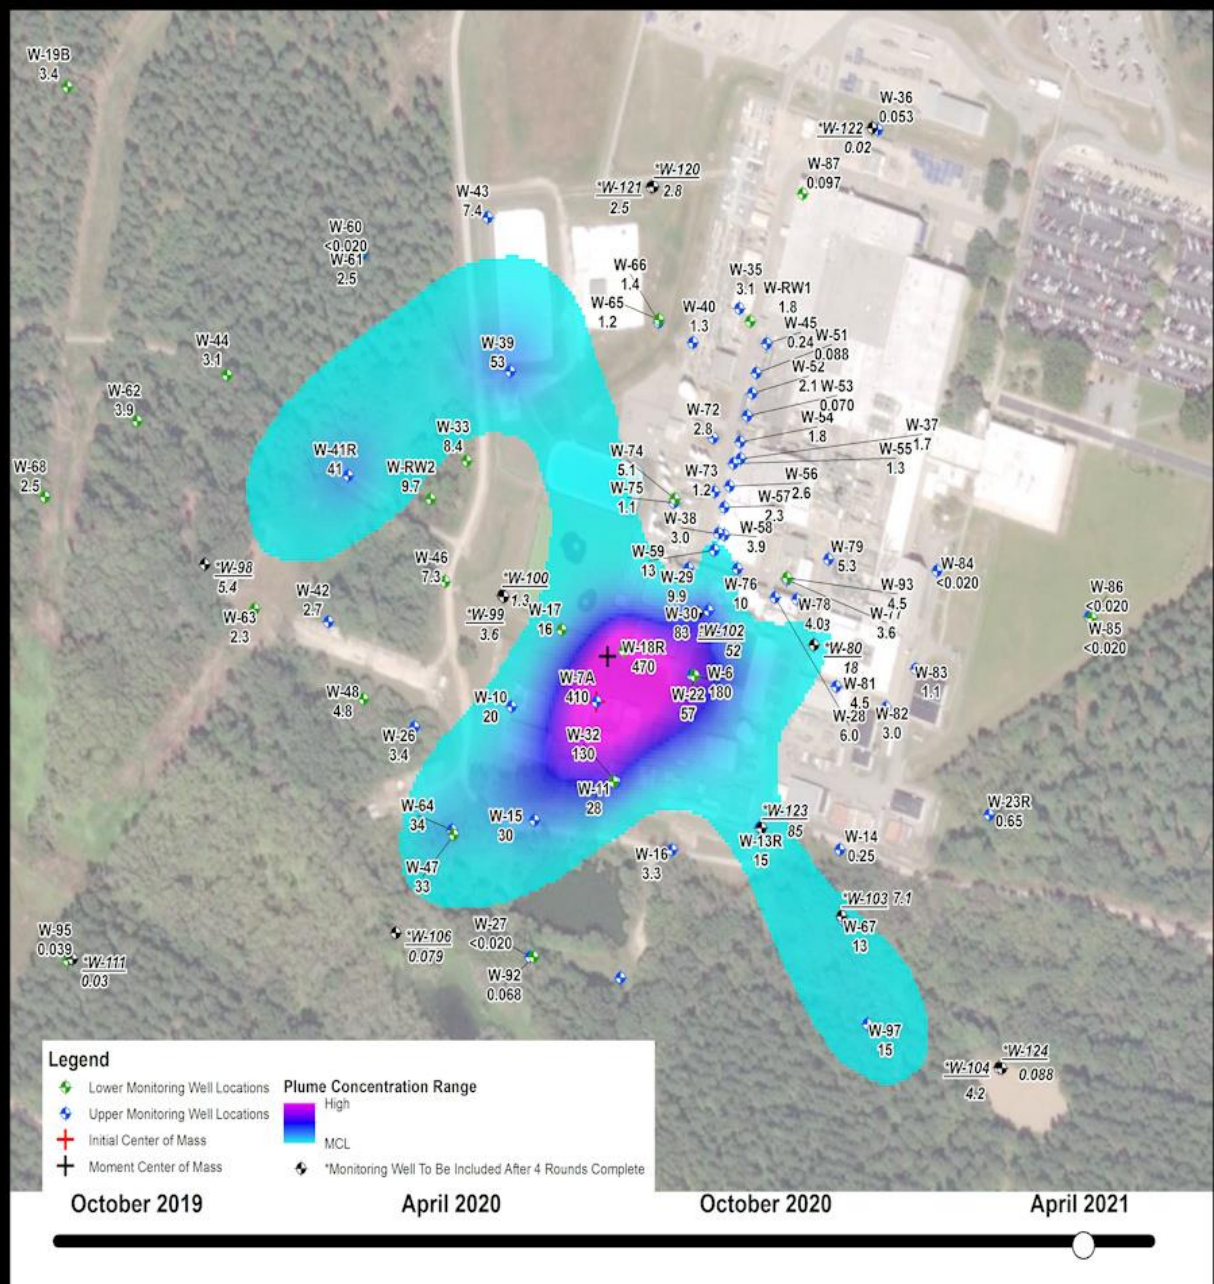 W-19B
3.4
W-36
0.053
*W-122
0.02
W-87
0.097
*W-120
2.8
*W-121
2.5
W-43
7.4
W-60
<0.020
W-61
2.5
W-66
1.4
W-65
1.2
W-35
3.1
W-RW1
1.8
W-40
1.3
W-45
0.24
W-51
0.088
W-52
2.1
W-53
0.070
W-54
1.8
W-37
1.7
W-55
1.3
W-44
3.1
W-39
53
W-62
3.9
W-33
8.4
W-72
2.8
W-41R
41
W-RW2
9.7
W-68
2.5
W-74
5.1
W-75
1.1
W-73
1.2
W-56
2.6
W-57
2.3
W-38
3.0
W-58
3.9
W-59
13
W-29
9.9
W-76
10
W-79
5.3
W-84
<0.020
W-93
4.5
W-77
3.6
W-78
4.03
W-86
<0.020
W-85
<0.020
*W-98
5.4
W-46
7.3
*W-100
1.3
*W-99
3.6
W-17
16
W-63
2.3
W-42
2.7
W-30
83
*W-102
52
W-18R
470
*W-80
18
W-7A
410
W-6
180
W-22
57
W-81
4.5
W-83
1.1
W-28
6.0
W-82
3.0
W-48
4.8
W-10
20
W-26
3.4
W-32
130
W-11
28
W-64
34
W-15
30
W-47
33
*W-123
85
W-13R
15
W-16
3.3
W-14
0.25
W-23R
0.65
*W-103 7.1
W-67
13
W-95
0.039
*W-111
0.03
*W-106
0.079
W-27
<0.020
W-92
0.068
W-97
15
*W-124
0.088
*W-104
4.2
Legend
Lower Monitoring Well Locations
Upper Monitoring Well Locations
Initial Center of Mass
Moment Center of Mass
Plume Concentration Range
High
MCL
*Monitoring Well To Be Included After 4 Rounds Complete
October 2019 April 2020 October 2020 April 2021